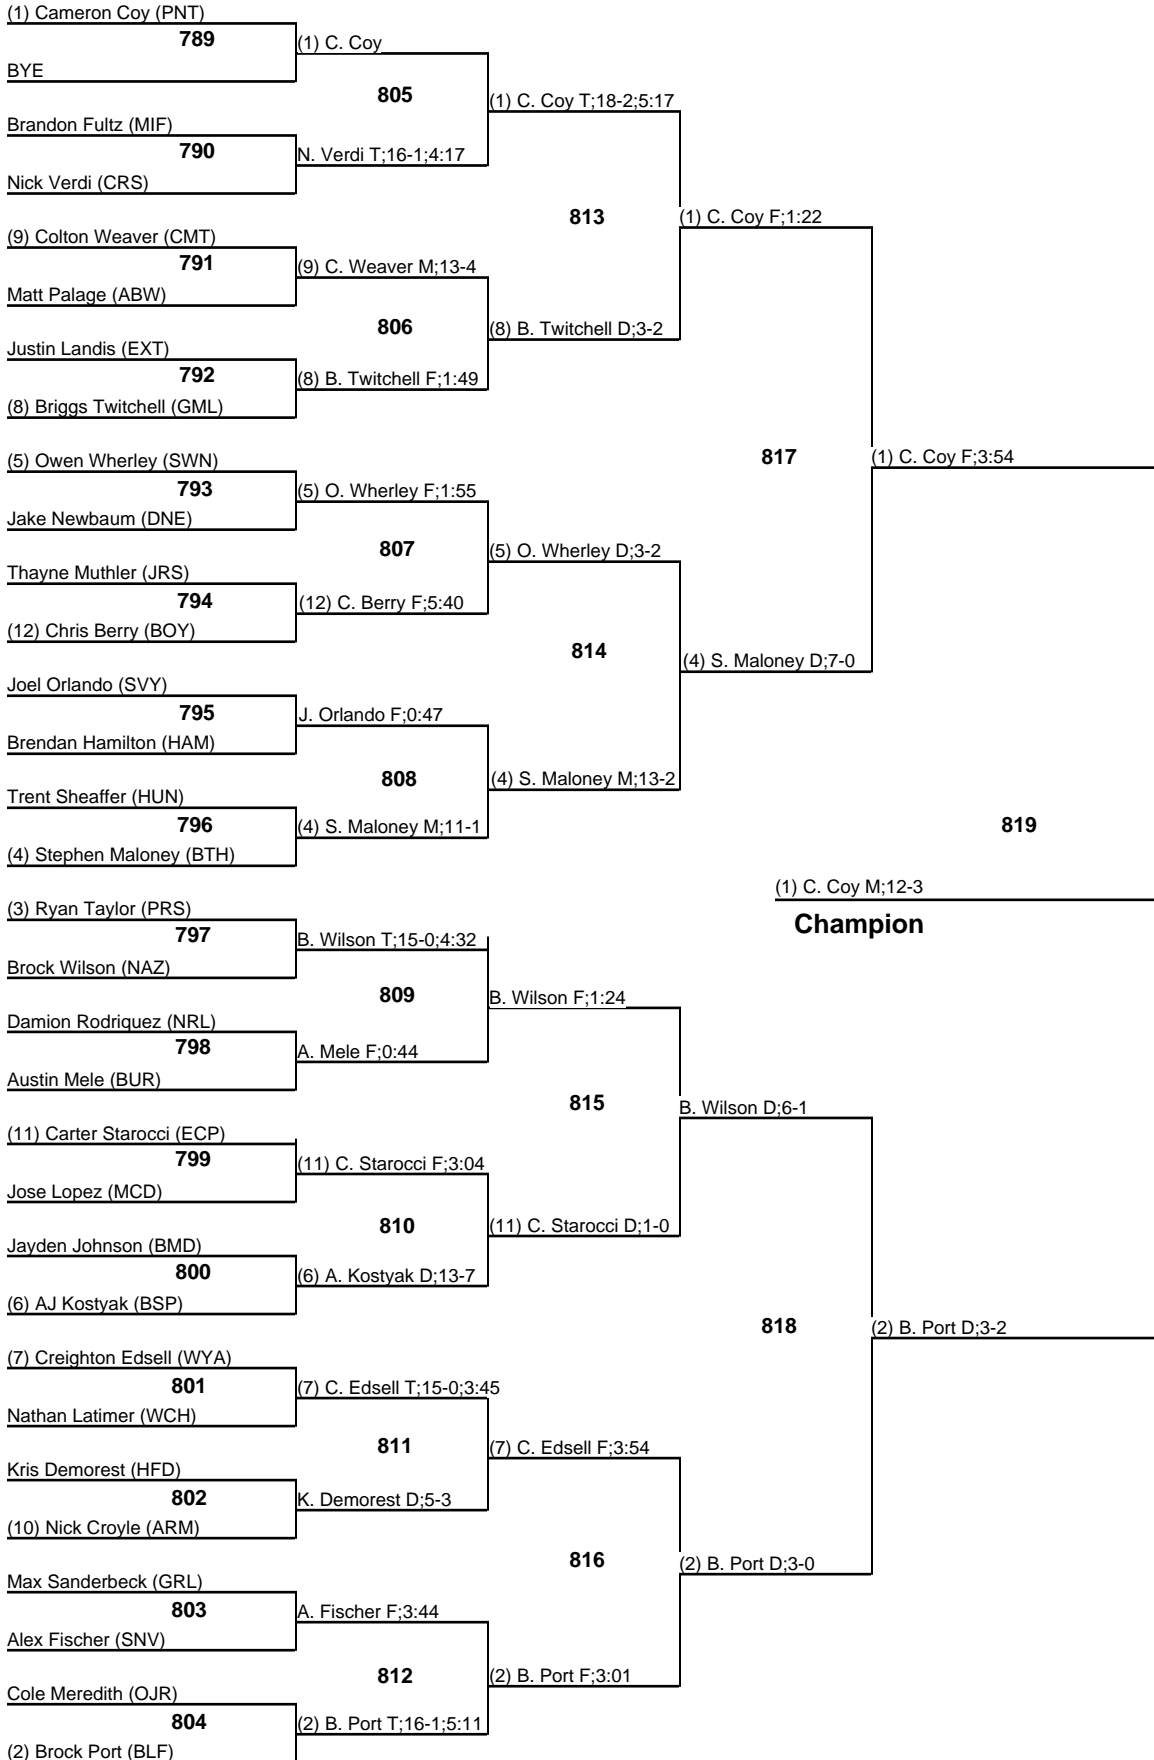 (1) Cameron Coy (PNT)
789
(1) C. Coy
BYE
805
(1) C. Coy T;18-2;5:17
Brandon Fultz (MIF)
790
N. Verdi T;16-1;4:17
Nick Verdi (CRS)
813
(1) C. Coy F;1:22
(9) Colton Weaver (CMT)
791
(9) C. Weaver M;13-4
Matt Palage (ABW)
806
(8) B. Twitchell D;3-2
Justin Landis (EXT)
792
(8) B. Twitchell F;1:49
(8) Briggs Twitchell (GML)
817
(1) C. Coy F;3:54
(5) Owen Wherley (SWN)
793
(5) O. Wherley F;1:55
Jake Newbaum (DNE)
807
(5) O. Wherley D;3-2
Thayne Muthler (JRS)
794
(12) C. Berry F;5:40
(12) Chris Berry (BOY)
814
(4) S. Maloney D;7-0
Joel Orlando (SVY)
795
J. Orlando F;0:47
Brendan Hamilton (HAM)
808
(4) S. Maloney M;13-2
Trent Sheaffer (HUN)
796
(4) S. Maloney M;11-1
(4) Stephen Maloney (BTH)
819
(1) C. Coy M;12-3
Champion
(3) Ryan Taylor (PRS)
797
B. Wilson T;15-0;4:32
Brock Wilson (NAZ)
809
B. Wilson F;1:24
Damion Rodriquez (NRL)
798
A. Mele F;0:44
Austin Mele (BUR)
815
B. Wilson D;6-1
(11) Carter Starocci (ECP)
799
(11) C. Starocci F;3:04
Jose Lopez (MCD)
810
(11) C. Starocci D;1-0
Jayden Johnson (BMD)
800
(6) A. Kostyak D;13-7
(6) AJ Kostyak (BSP)
818
(2) B. Port D;3-2
(7) Creighton Edsell (WYA)
801
(7) C. Edsell T;15-0;3:45
Nathan Latimer (WCH)
811
(7) C. Edsell F;3:54
Kris Demorest (HFD)
802
K. Demorest D;5-3
(10) Nick Croyle (ARM)
816
(2) B. Port D;3-0
Max Sanderbeck (GRL)
803
A. Fischer F;3:44
Alex Fischer (SNV)
812
(2) B. Port F;3:01
Cole Meredith (OJR)
804
(2) B. Port T;16-1;5:11
(2) Brock Port (BLF)